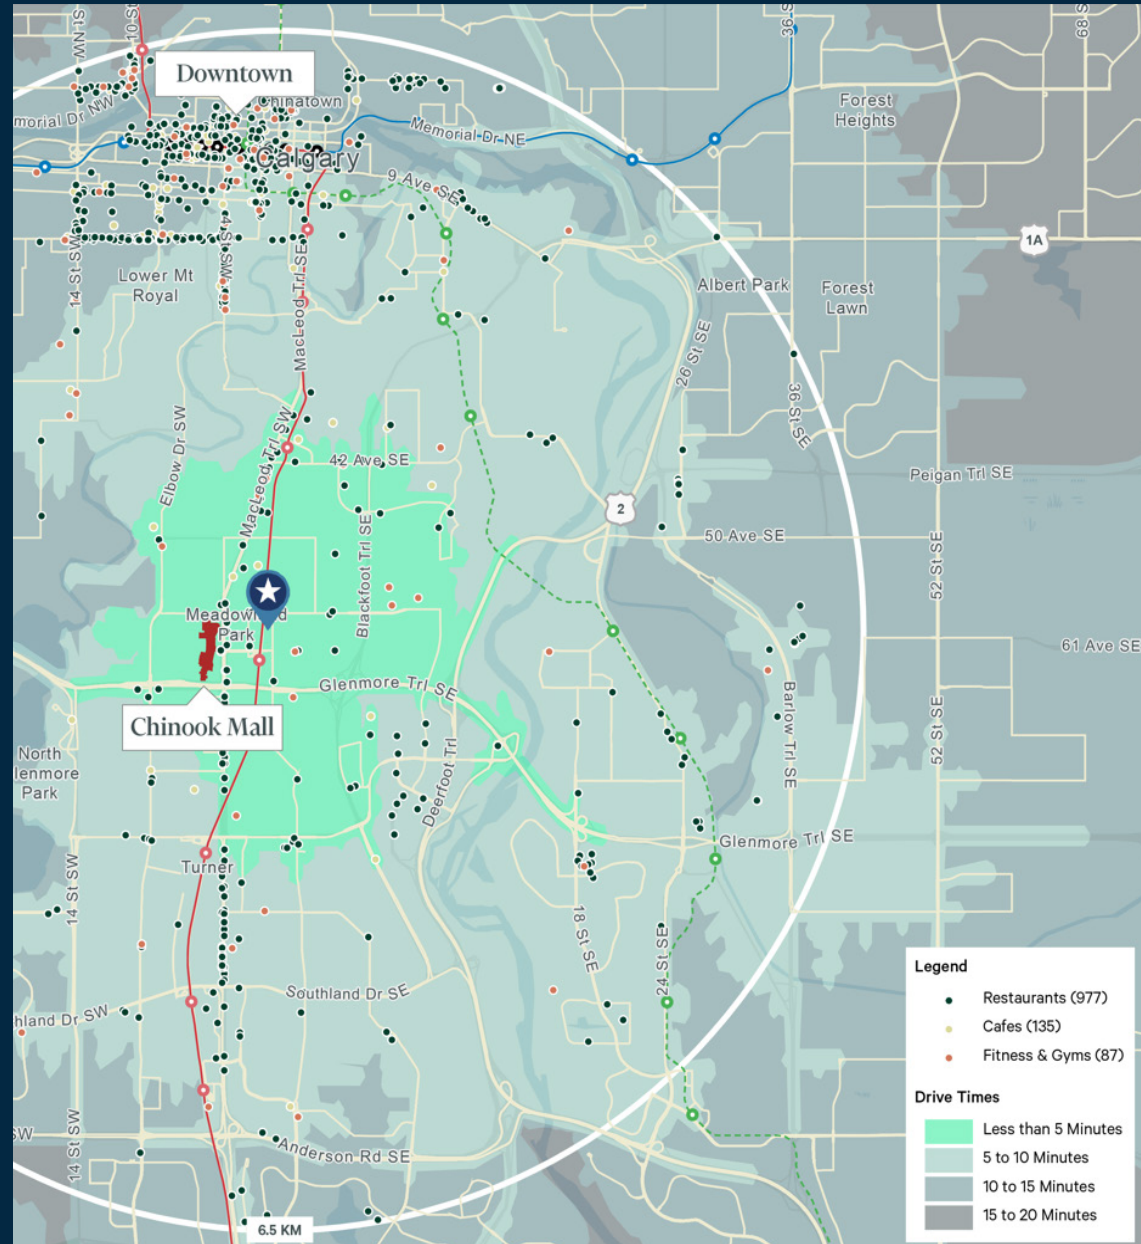 St NW
10 St
36 S
68 S
Downtown
Chinatown
morial Dr NW
Memorial Dr NE
Forest
Heights
Calgary
9 Ave SE
1A
14 St SW
4 St SW
MacLeod Trl SE
Lower Mt
Royal
Albert Park
Forest
Lawn
26 St SE
36 St SE
Elbow Dr SW
MacLeod Trl SW
42 Ave SE
Peigan Trl SE
2
50 Ave SE
Blackfoot Trl SE
52 St SE
Park
61 Ave SE
Glenmore Trl SE
Chinook Mall
Barlow Trl SE
52 St SE
North
lenmore
Park
Deerfoot Trl
Glenmore Trl SE
Turner
14 St SW
18 St SE
24 St SE
Southland Dr SE
hland Dr SW
14 St SW
SW
Anderson Rd SE
6.5 KM
Legend
Restaurants (977)
Cafes (135)
Fitness & Gyms (87)
Drive Times
Less than 5 Minutes
5 to 10 Minutes
10 to 15 Minutes
15 to 20 Minutes